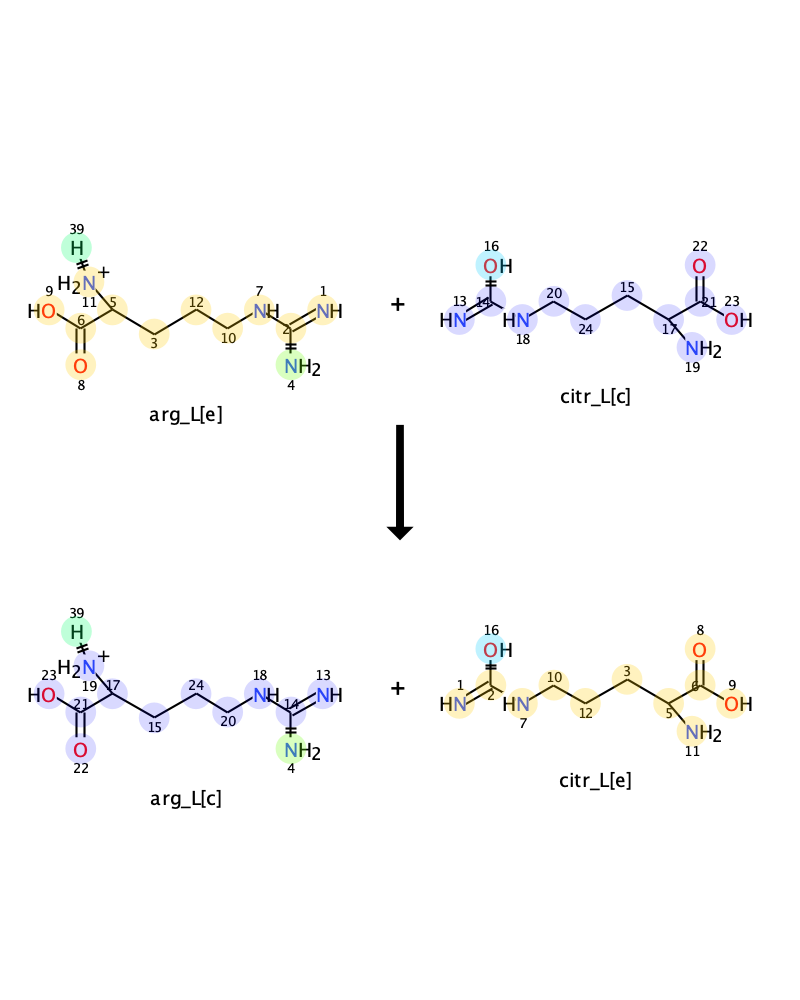 39
H
H2N+
9
11
5
12
7
1
HO
NH
NH
6
3
10
2
O
NH2
8
4
arg_L[e]
+
16
22
OH
O
13
14
20
15
21
23
HN
HN
OH
18
24
17
NH2
19
citr_L[c]
39
H
H2N+
23
19
17
24
18
13
HO
NH
NH
21
15
20
14
O
NH2
22
4
arg_L[c]
+
16
8
OH
O
1
2
10
3
6
9
HN
HN
OH
7
12
5
NH2
11
citr_L[e]